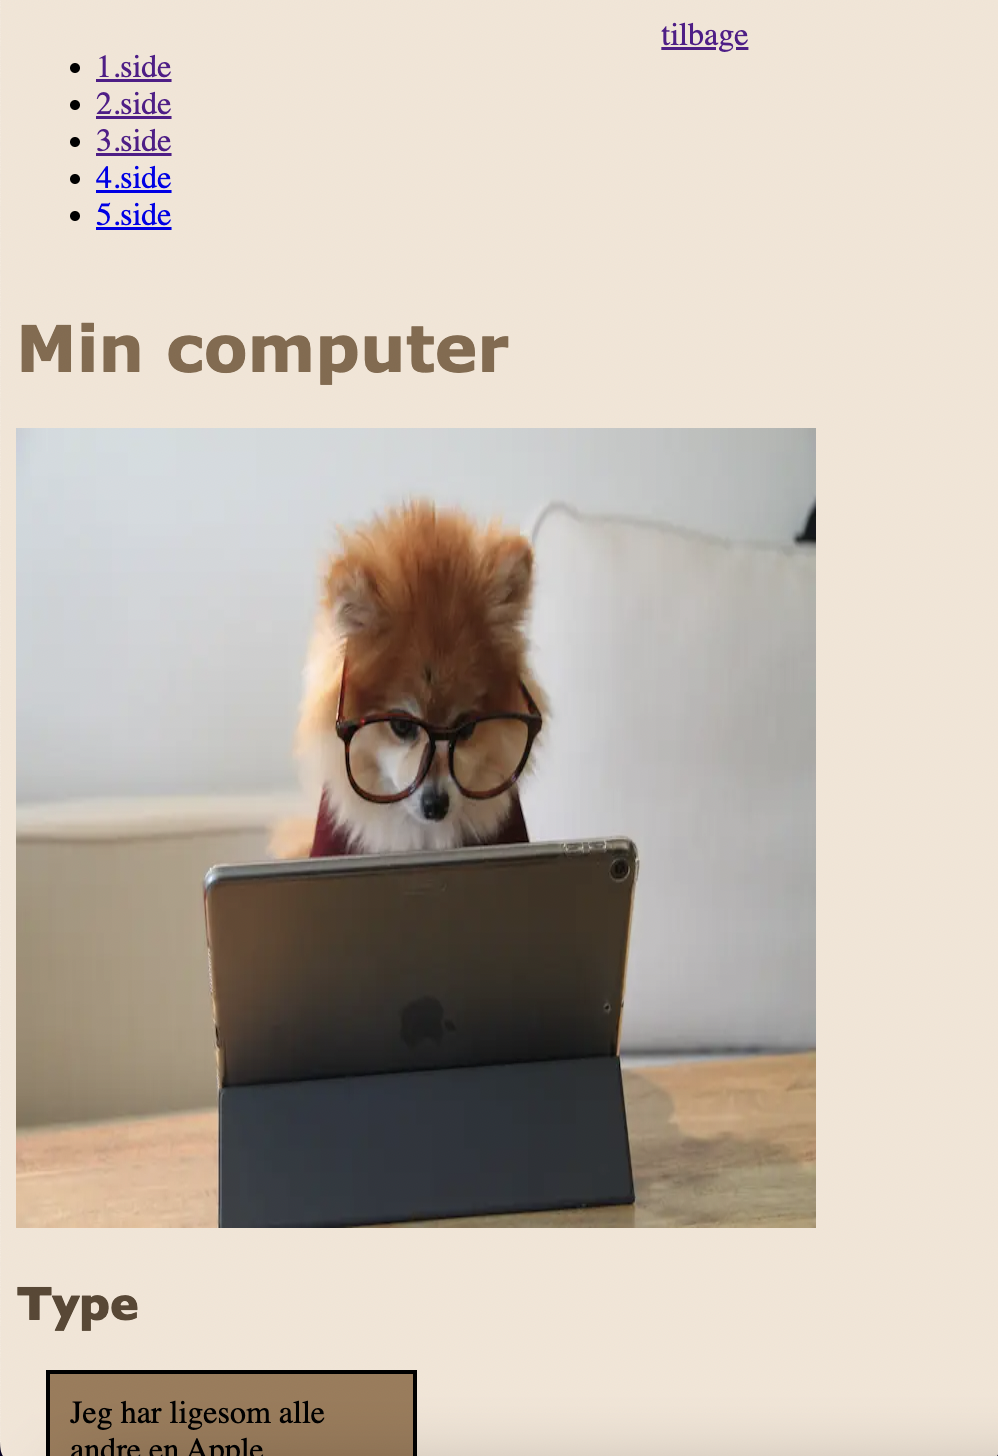 tilbage
1.side
2.side
3.side
4.side
5.side
Min computer
Type
Jeg har ligesom alle
andre en Apple